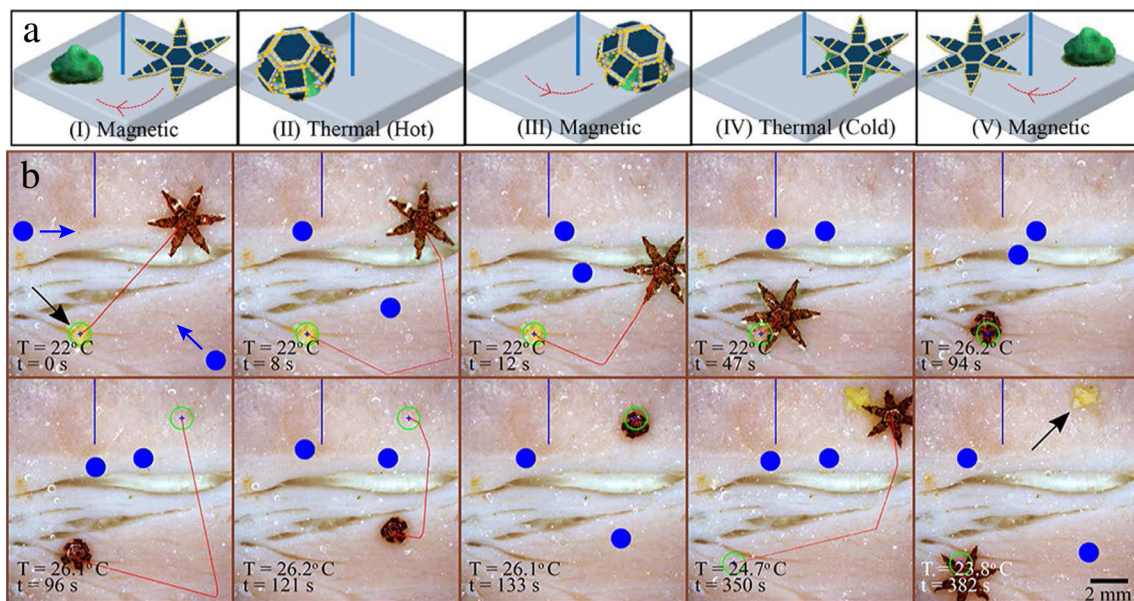 a
(I) Magnetic
(II) Thermal (Hot)
(III) Magnetic
(IV) Thermal (Cold)
(V) Magnetic
b
T = 22° C
t = 0 s
T = 22° C
t = 8 s
T = 22° C
t = 12 s
T = 22° C
t = 47 s
T = 26.2° C
t = 94 s
T = 26.1° C
t = 96 s
T = 26.2° C
t = 121 s
T = 26.1° C
t = 133 s
T = 24.7° C
t = 350 s
T = 23.8° C
t = 382 s
2 mm